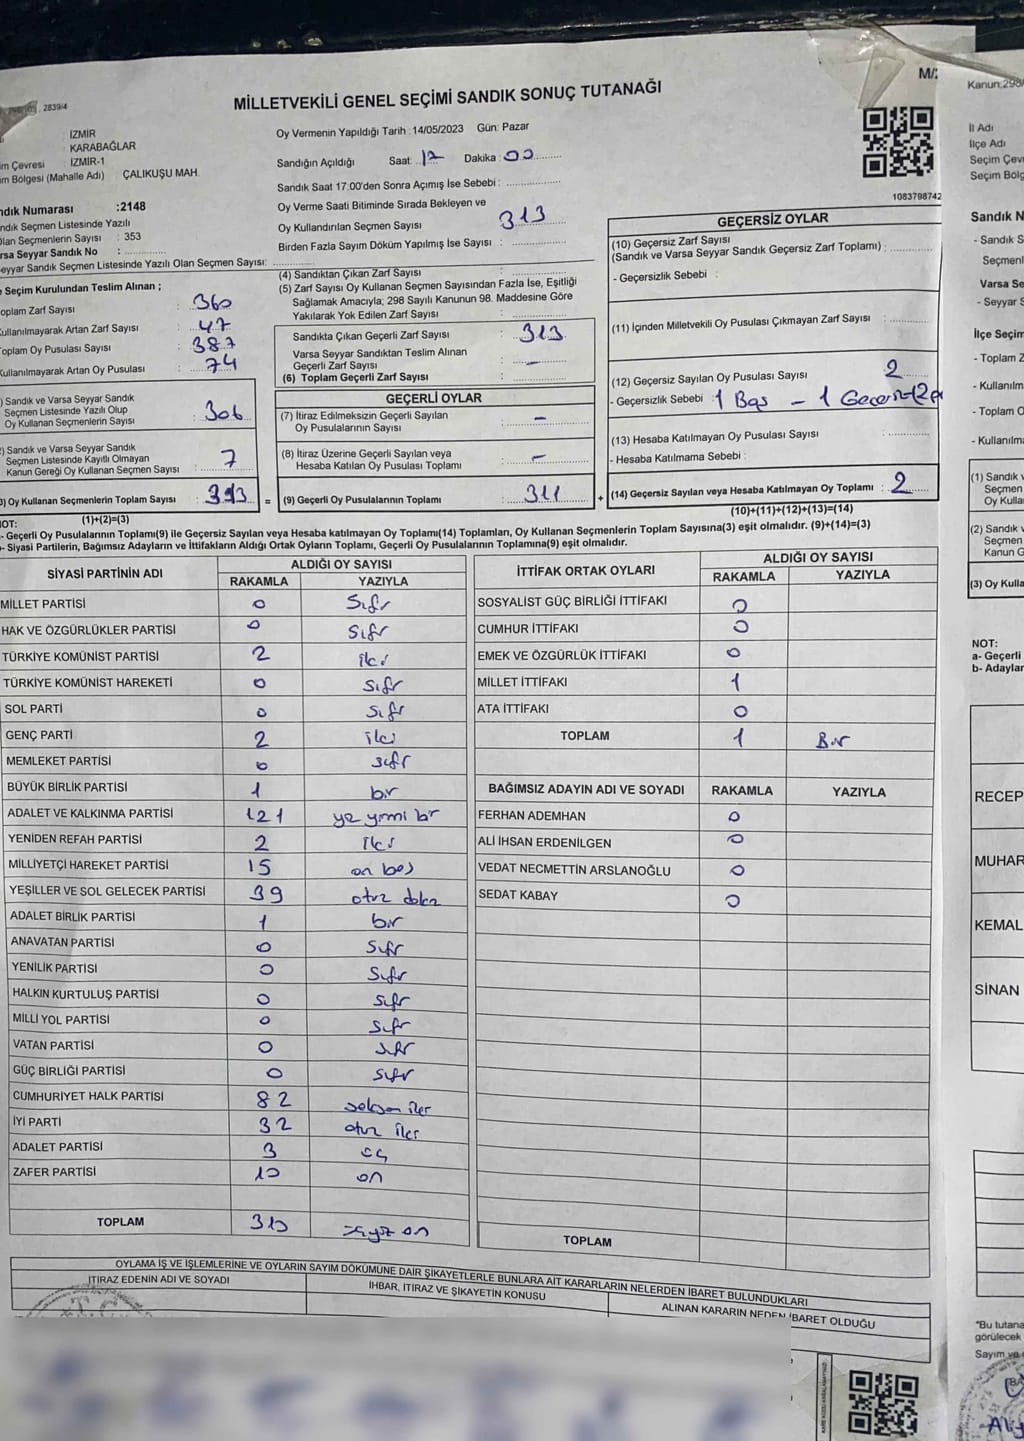 2839/4
MİLLETVEKİLİ GENEL SEÇİMİ SANDIK SONUÇ TUTANAĞI
M/2
İZMİR
KARABAĞLAR
im Çevresi : İZMİR-1
im Bölgesi (Mahalle Adı) ÇALIKUŞU MAH.
ndık Numarası :2148
ndık Seçmen Listesinde Yazılı
Olan Seçmenlerin Sayısı : 353
rsa Seyyar Sandık No :
eyyar Sandık Seçmen Listesinde Yazılı Olan Seçmen Sayısı:
Oy Vermenin Yapıldığı Tarih :14/05/2023 Gün: Pazar
Sandığın Açıldığı Saat: 17 Dakika : 00
Sandık Saat 17:00'den Sonra Açımış İse Sebebi :
Oy Verme Saati Bitiminde Sırada Bekleyen ve
Oy Kullandırılan Seçmen Sayısı 313
Birden Fazla Sayım Döküm Yapılmış İse Sayısı :
1083798742
e Seçim Kurulundan Teslim Alınan ;
oplam Zarf Sayısı : 360
ullanılmayarak Artan Zarf Sayısı : 47
oplam Oy Pusulası Sayısı : 387
ullanılmayarak Artan Oy Pusulası : 74
) Sandık ve Varsa Seyyar Sandık
Seçmen Listesinde Yazılı Olup
Oy Kullanan Seçmenlerin Sayısı : 306
2) Sandık ve Varsa Seyyar Sandık
Seçmen Listesinde Kayıtlı Olmayan
Kanun Gereği Oy Kullanan Seçmen Sayısı : 7
3) Oy Kullanan Seçmenlerin Toplam Sayısı : 313 =
(1)+(2)=(3)
(4) Sandıktan Çıkan Zarf Sayısı :
(5) Zarf Sayısı Oy Kullanan Seçmen Sayısından Fazla İse, Eşitliği
Sağlamak Amacıyla; 298 Sayılı Kanunun 98. Maddesine Göre
Yakılarak Yok Edilen Zarf Sayısı :
Sandıkta Çıkan Geçerli Zarf Sayısı : 313
Varsa Seyyar Sandıktan Teslim Alınan
Geçerli Zarf Sayısı : —
(6) Toplam Geçerli Zarf Sayısı :
GEÇERLİ OYLAR
(7) İtiraz Edilmeksizin Geçerli Sayılan
Oy Pusulalarının Sayısı : —
(8) İtiraz Üzerine Geçerli Sayılan veya
Hesaba Katılan Oy Pusulası Toplamı : —
(9) Geçerli Oy Pusulalarının Toplamı : 311 +
GEÇERSİZ OYLAR
(10) Geçersiz Zarf Sayısı
(Sandık ve Varsa Seyyar Sandık Geçersiz Zarf Toplamı) :
- Geçersizlik Sebebi :
(11) İçinden Milletvekili Oy Pusulası Çıkmayan Zarf Sayısı :
(12) Geçersiz Sayılan Oy Pusulası Sayısı : 2
- Geçersizlik Sebebi : 1 Boş - 1
(13) Hesaba Katılmayan Oy Pusulası Sayısı :
- Hesaba Katılmama Sebebi :
(14) Geçersiz Sayılan veya Hesaba Katılmayan Oy Toplamı : 2
(10)+(11)+(12)+(13)=(14)
NOT:
- Geçerli Oy Pusulalarının Toplamı(9) ile Geçersiz Sayılan veya Hesaba katılmayan Oy Toplamı(14) Toplamları, Oy Kullanan Seçmenlerin Toplam Sayısına(3) eşit olmalıdır. (9)+(14)=(3)
- Siyasi Partilerin, Bağımsız Adayların ve İttifakların Aldığı Ortak Oyların Toplamı, Geçerli Oy Pusulalarının Toplamına(9) eşit olmalıdır.
SİYASİ PARTİNİN ADI ALDIĞI OY SAYISI
RAKAMLA YAZIYLA
MİLLET PARTİSİ 0 Sıfır
HAK VE ÖZGÜRLÜKLER PARTİSİ 0 Sıfır
TÜRKİYE KOMÜNİST PARTİSİ 2 iki
TÜRKİYE KOMÜNİST HAREKETİ 0 sıfır
SOL PARTİ 0 sıfır
GENÇ PARTİ 2 iki
MEMLEKET PARTİSİ 0 sıfır
BÜYÜK BİRLİK PARTİSİ 1 bir
ADALET VE KALKINMA PARTİSİ 121 yüz yirmi bir
YENİDEN REFAH PARTİSİ 2 iki
MİLLİYETÇİ HAREKET PARTİSİ 15 on beş
YEŞİLLER VE SOL GELECEK PARTİSİ 39 otuz dokuz
ADALET BİRLİK PARTİSİ 1 bir
ANAVATAN PARTİSİ 0 Sıfır
YENİLİK PARTİSİ 0 Sıfır
HALKIN KURTULUŞ PARTİSİ 0 sıfır
MİLLİ YOL PARTİSİ 0 sıfır
VATAN PARTİSİ 0 sıfır
GÜÇ BİRLİĞİ PARTİSİ 0 sıfır
CUMHURİYET HALK PARTİSİ 82 seksen iki
İYİ PARTİ 32 otuz iki
ADALET PARTİSİ 3 üç
ZAFER PARTİSİ 10 on
TOPLAM 310 üçyüz on
İTTİFAK ORTAK OYLARI ALDIĞI OY SAYISI
RAKAMLA YAZIYLA
SOSYALİST GÜÇ BİRLİĞİ İTTİFAKI 0
CUMHUR İTTİFAKI 0
EMEK VE ÖZGÜRLÜK İTTİFAKI 0
MİLLET İTTİFAKI 1
ATA İTTİFAKI 0
TOPLAM 1 Bir
BAĞIMSIZ ADAYIN ADI VE SOYADI RAKAMLA YAZIYLA
FERHAN ADEMHAN 0
ALİ İHSAN ERDENİLGEN 0
VEDAT NECMETTİN ARSLANOĞLU 0
SEDAT KABAY 0
TOPLAM
OYLAMA İŞ VE İŞLEMLERİNE VE OYLARIN SAYIM DÖKÜMÜNE DAİR ŞİKAYETLERLE BUNLARA AİT KARARLARIN NELERDEN İBARET BULUNDUKLARI
İTİRAZ EDENİN ADI VE SOYADI İHBAR, İTİRAZ VE ŞİKAYETİN KONUSU ALINAN KARARIN NEDEN İBARET OLDUĞU
Kanun:298/
İl Adı
İlçe Adı
Seçim Çev
Seçim Bölg
Sandık N
- Sandık S
Seçmenl
Varsa Se
- Seyyar S
İlçe Seçim
- Toplam Z
- Kullanılm
- Toplam O
- Kullanılma
(1) Sandık v
Seçmen
Oy Kulla
(2) Sandık v
Seçmen
Kanun G
(3) Oy Kulla
NOT:
a- Geçerli
b- Adaylar
RECEP
MUHAR
KEMAL
SİNAN
"Bu tutana
görülecek
Sayım ve